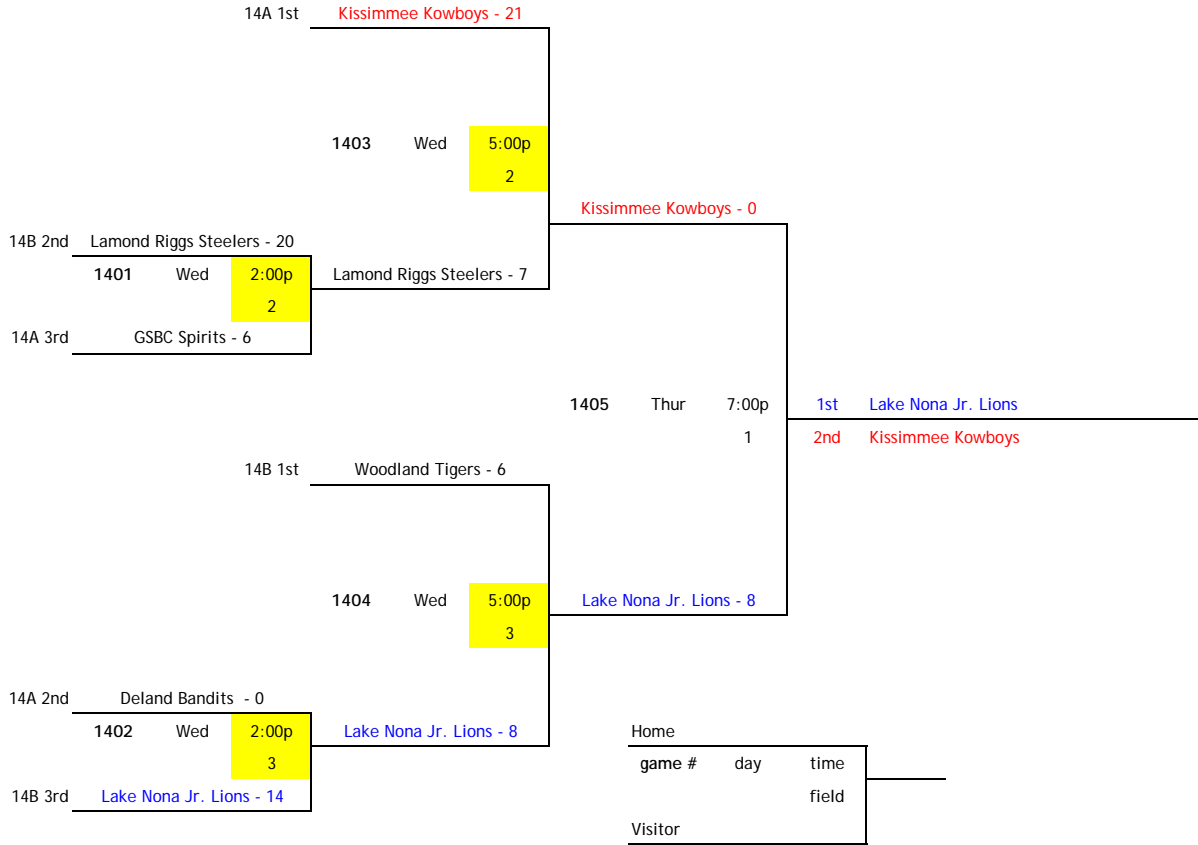 14A 1st Kissimmee Kowboys - 21
1403 Wed 5:00p
2
Kissimmee Kowboys - 0
14B 2nd Lamond Riggs Steelers - 20
1401 Wed 2:00p Lamond Riggs Steelers - 7
2
14A 3rd GSBC Spirits - 6
1405 Thur 7:00p 1st Lake Nona Jr. Lions
1 2nd Kissimmee Kowboys
14B 1st Woodland Tigers - 6
1404 Wed 5:00p Lake Nona Jr. Lions - 8
3
14A 2nd Deland Bandits - 0
1402 Wed 2:00p Lake Nona Jr. Lions - 8 Home
3 game # day time
14B 3rd Lake Nona Jr. Lions - 14 field
Visitor